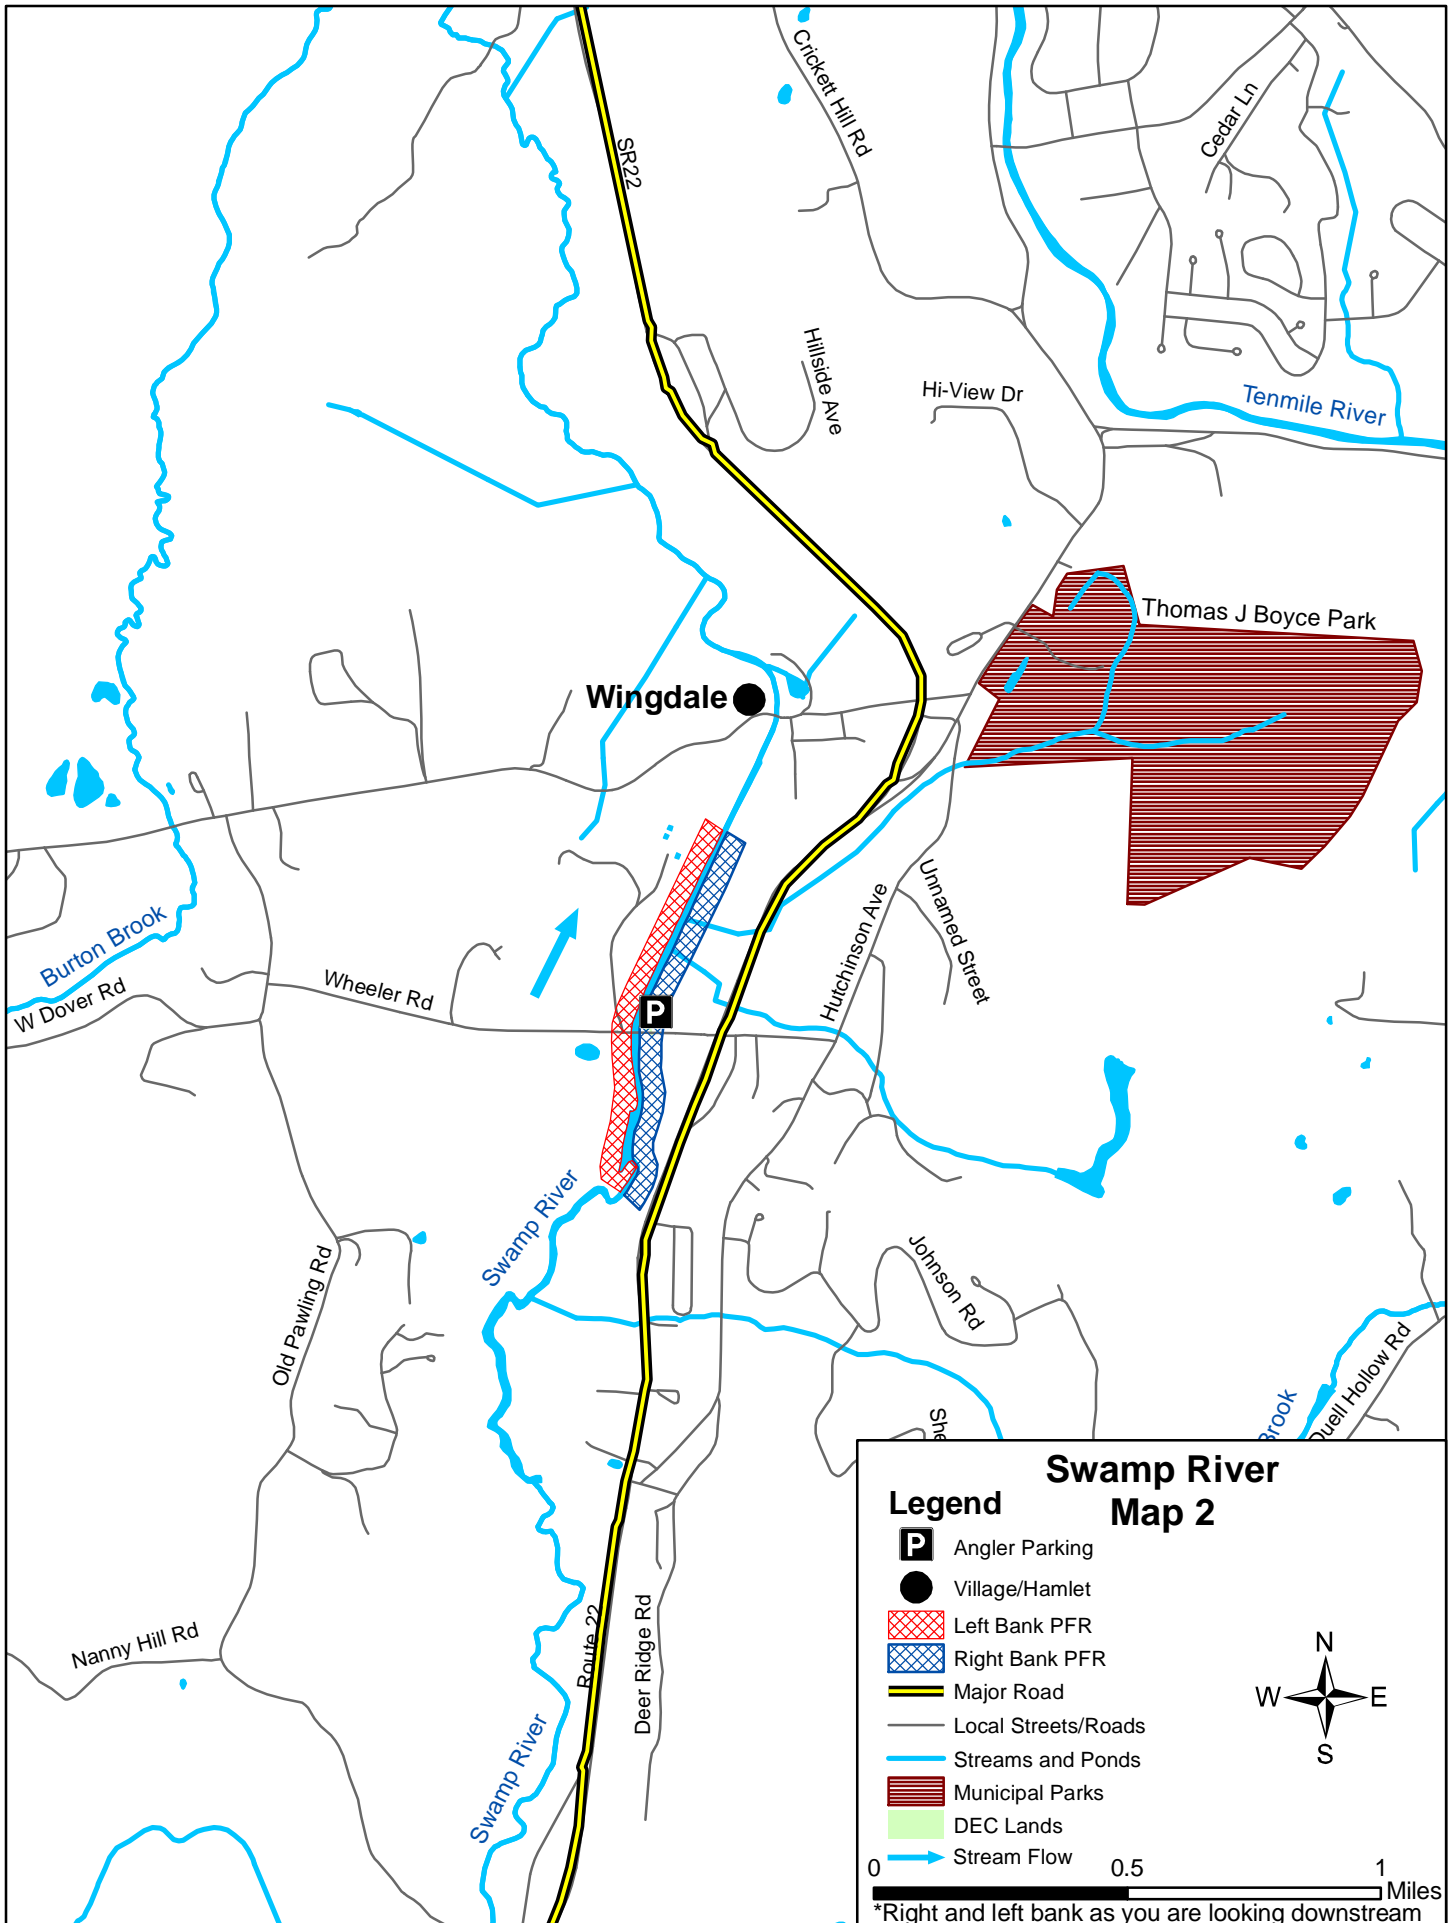 Crickett Hill Rd
Cedar Ln
SR22
Hillside Ave
Hi-View Dr
Tenmile River
Thomas J Boyce Park
Wingdale
Burton Brook
W Dover Rd
Wheeler Rd
Hutchinson Ave
Unnamed Street
P
Swamp River
Old Pawling Rd
Johnson Rd
Quell Hollow Rd
Brook
She
Nanny Hill Rd
Route 22
Deer Ridge Rd
Swamp River
Swamp River
Map 2
Legend
P Angler Parking
Village/Hamlet
Left Bank PFR
Right Bank PFR
Major Road
Local Streets/Roads
Streams and Ponds
Municipal Parks
DEC Lands
Stream Flow
N
W E
S
0 0.5 1
Miles
*Right and left bank as you are looking downstream